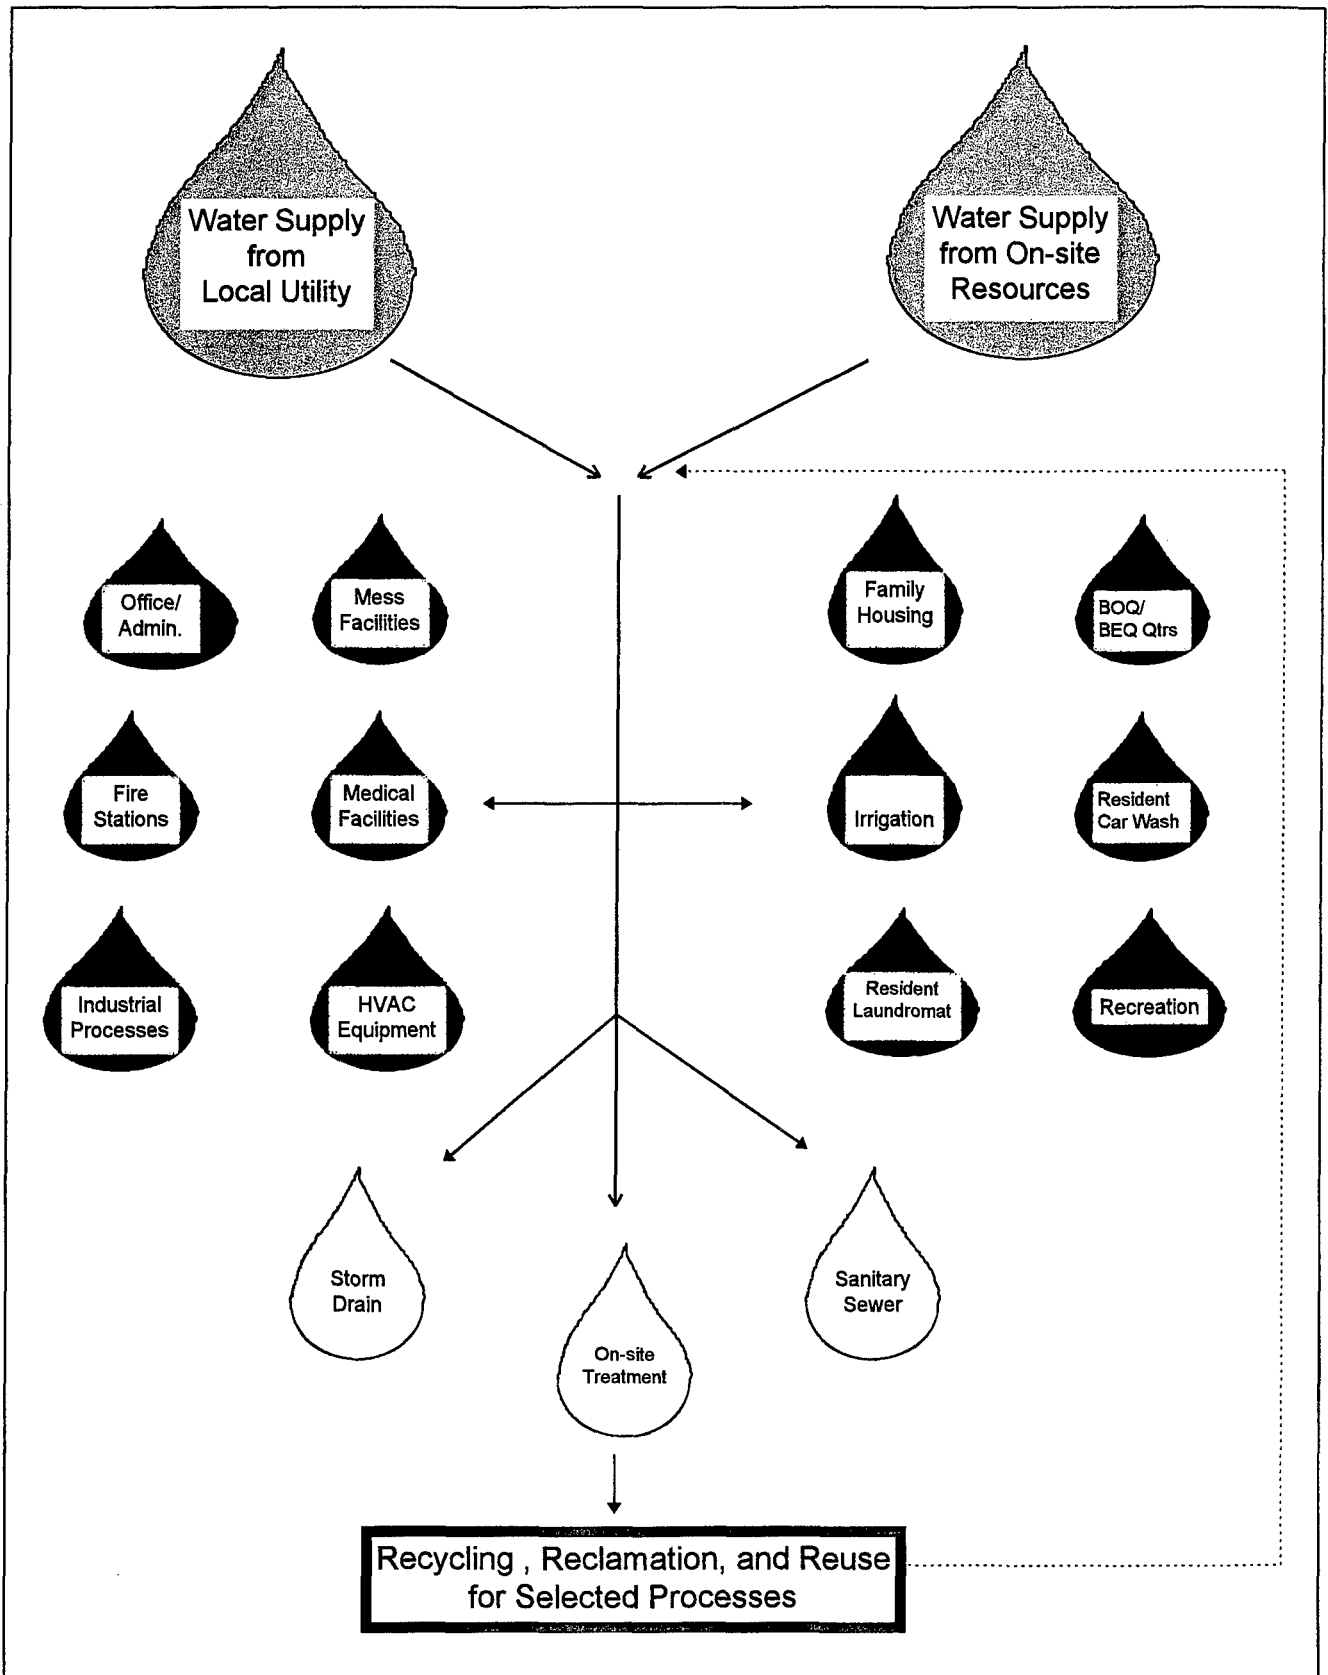 Water Supply
from
Local Utility
Water Supply
from On-site
Resources
Office/
Admin.
Mess
Facilities
Family
Housing
BOQ/
BEQ Qtrs
Fire
Stations
Medical
Facilities
Irrigation
Resident
Car Wash
Industrial
Processes
HVAC
Equipment
Resident
Laundromat
Recreation
Storm
Drain
On-site
Treatment
Sanitary
Sewer
Recycling , Reclamation, and Reuse
for Selected Processes